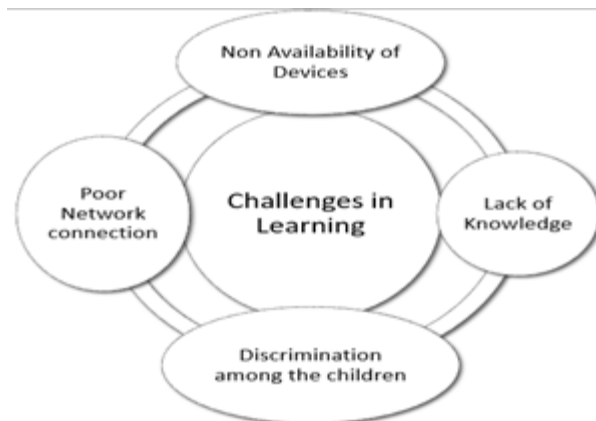 Non Availability of
Devices
Poor
Network
connection
Challenges in
Learning
Lack of
Knowledge
Discrimination
among the children